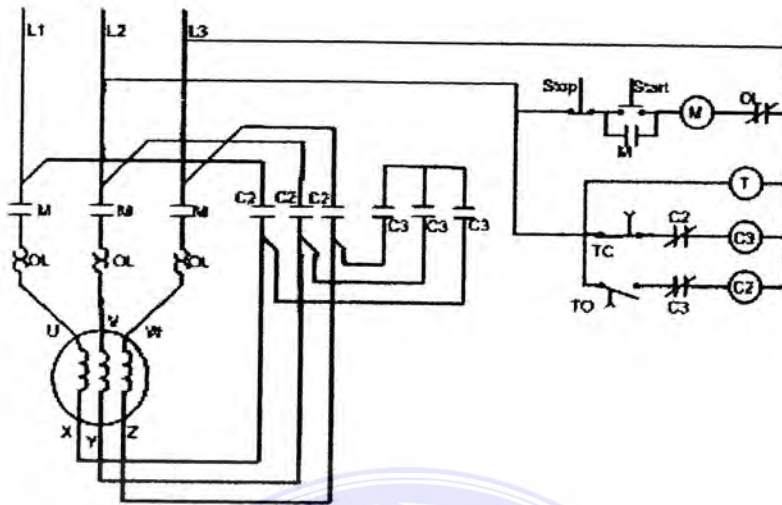 L1 L2 L3
Stop Start
M OL
M
C2 C2 C2
M M M
C3 C3 C3
T
TC C2 C3
OL OL OL
TO C3 C2
U V W
X Y Z